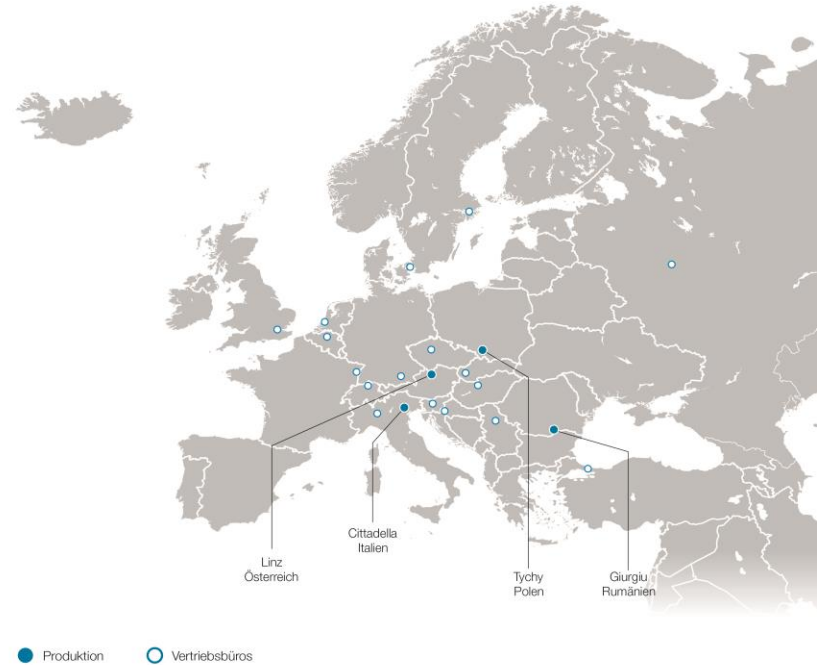 Cittadella
Italien
Linz
Österreich
Tychy
Polen
Giurgiu
Rumänien
Produktion
Vertriebsbüros